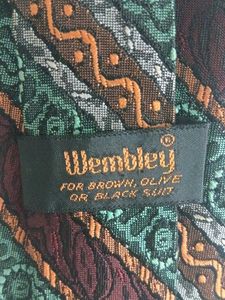 Wembley®
FOR BROWN, OLIVE
OR BLACK SUIT